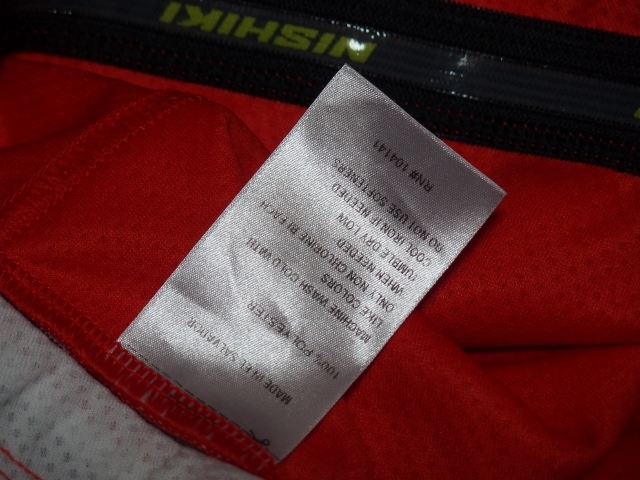 NISHIKI
MADE IN EL SALVADOR
100% POLYESTER
MACHINE WASH COLD WITH
LIKE COLORS
ONLY NON CHLORINE BLEACH
WHEN NEEDED
TUMBLE DRY LOW
COOL IRON IF NEEDED
DO NOT USE SOFTENERS
RN# 104141